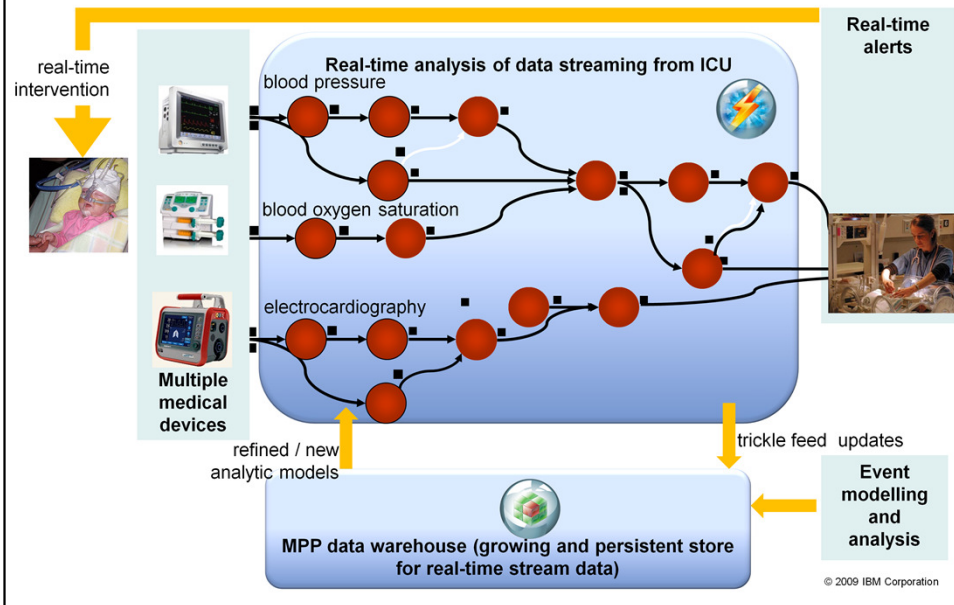 Real-time
alerts
real-time
intervention
Real-time analysis of data streaming from ICU
blood pressure
blood oxygen saturation
electrocardiography
Multiple
medical
devices
refined / new
analytic models
trickle feed updates
Event
modelling
and
analysis
MPP data warehouse (growing and persistent store
for real-time stream data)
© 2009 IBM Corporation